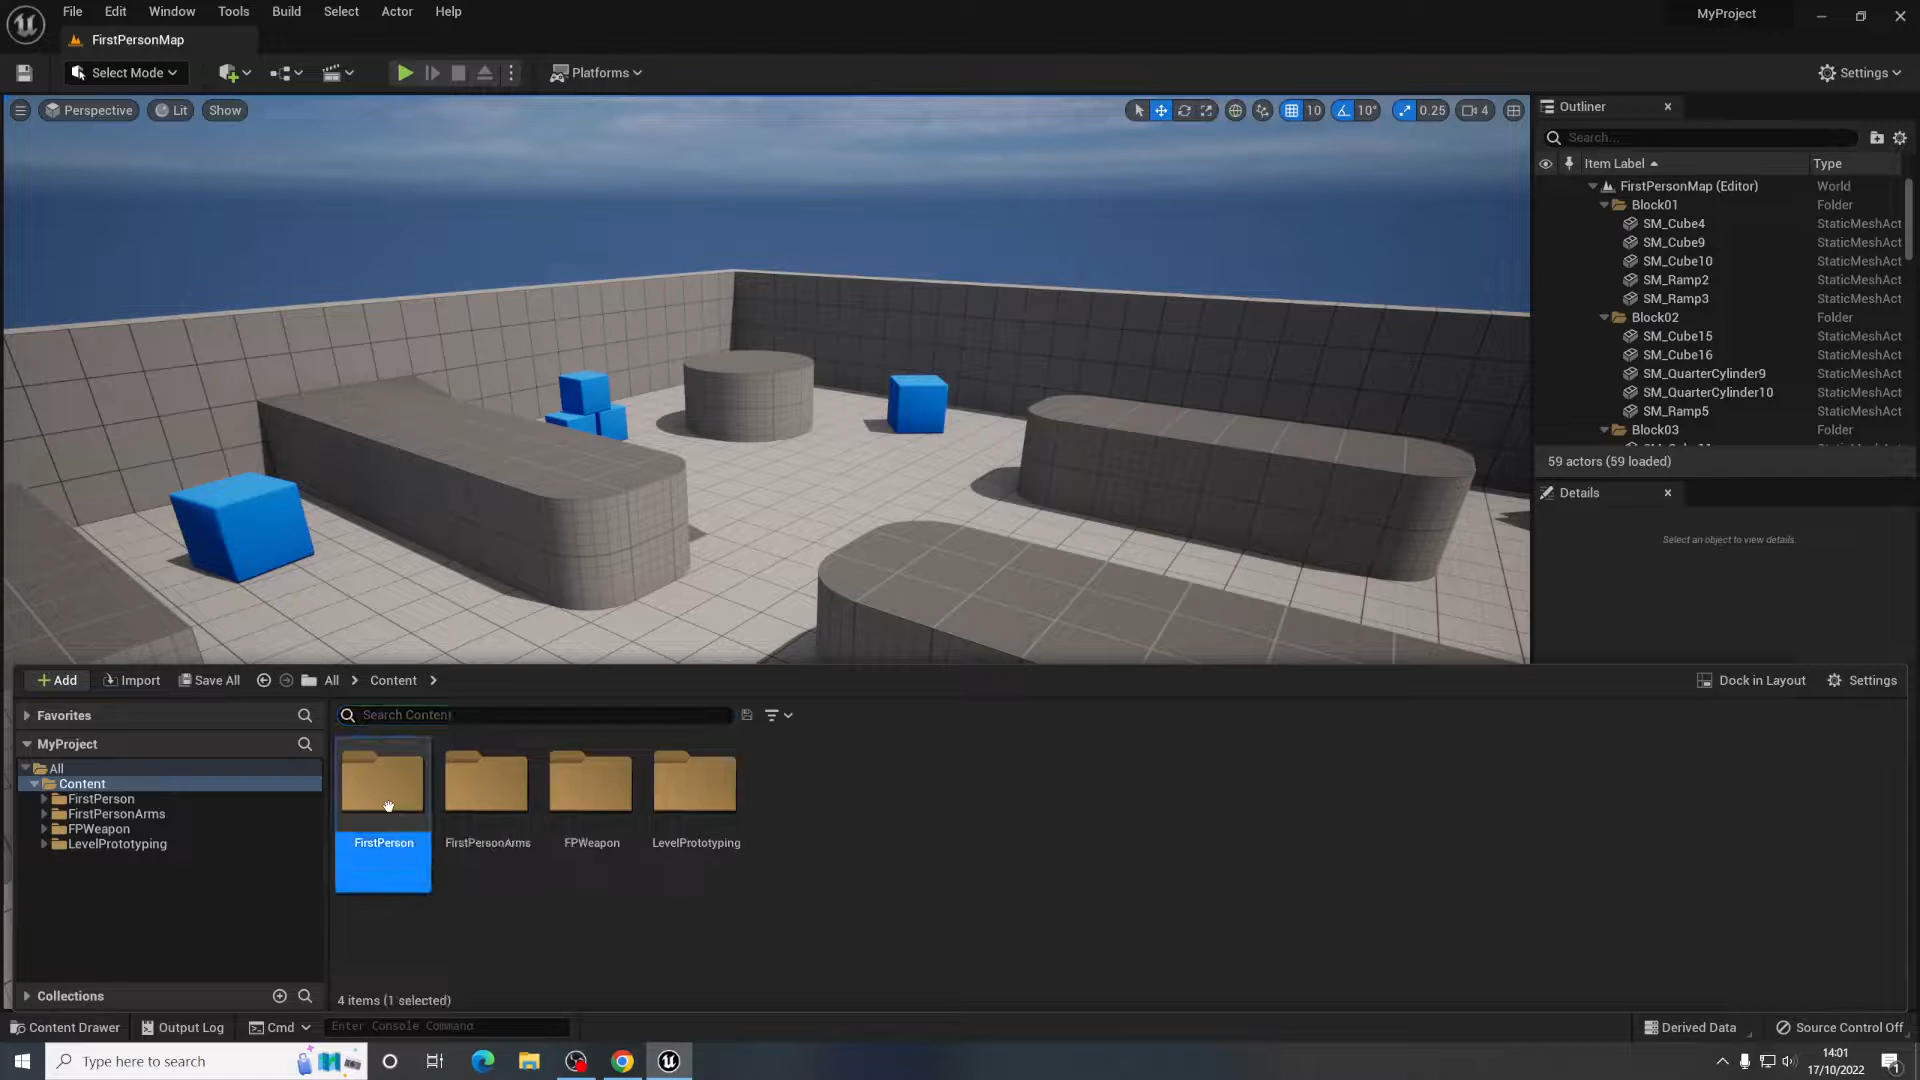 File Edit Window Tools Build Select Actor Help
MyProject
FirstPersonMap
Select Mode
Platforms
Settings
Perspective Lit Show
10 10° 0.25 4
Outliner
Search...
Item Label Type
FirstPersonMap (Editor) World
Block01 Folder
SM_Cube4 StaticMeshAct
SM_Cube9 StaticMeshAct
SM_Cube10 StaticMeshAct
SM_Ramp2 StaticMeshAct
SM_Ramp3 StaticMeshAct
Block02 Folder
SM_Cube15 StaticMeshAct
SM_Cube16 StaticMeshAct
SM_QuarterCylinder9 StaticMeshAct
SM_QuarterCylinder10 StaticMeshAct
SM_Ramp5 StaticMeshAct
Block03 Folder
59 actors (59 loaded)
Details
Select an object to view details.
Add Import Save All All Content
Dock in Layout Settings
Favorites
Search Content
MyProject
All
Content
FirstPerson
FirstPersonArms
FPWeapon
LevelPrototyping
FirstPerson FirstPersonArms FPWeapon LevelPrototyping
Collections
4 items (1 selected)
Content Drawer Output Log Cmd Enter Console Command
Derived Data Source Control Off
Type here to search
14:01
17/10/2022
1